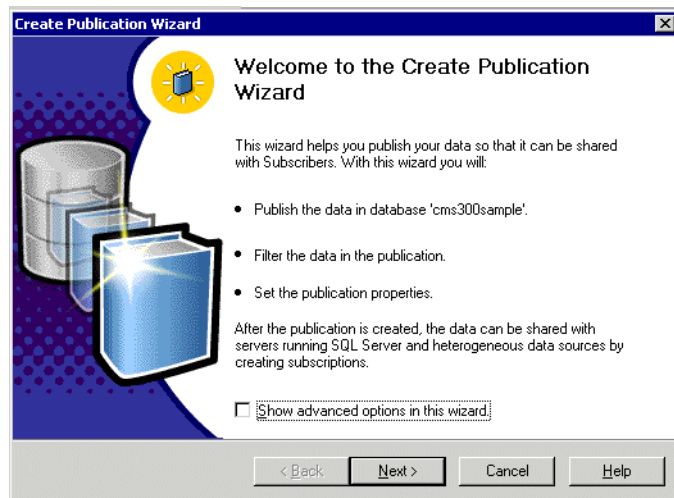 Create Publication Wizard
Welcome to the Create Publication
Wizard
This wizard helps you publish your data so that it can be shared
with Subscribers. With this wizard you will:
• Publish the data in database 'cms300sample'.
• Filter the data in the publication.
• Set the publication properties.
After the publication is created, the data can be shared with
servers running SQL Server and heterogeneous data sources by
creating subscriptions.
Show advanced options in this wizard.
< Back
Next >
Cancel
Help